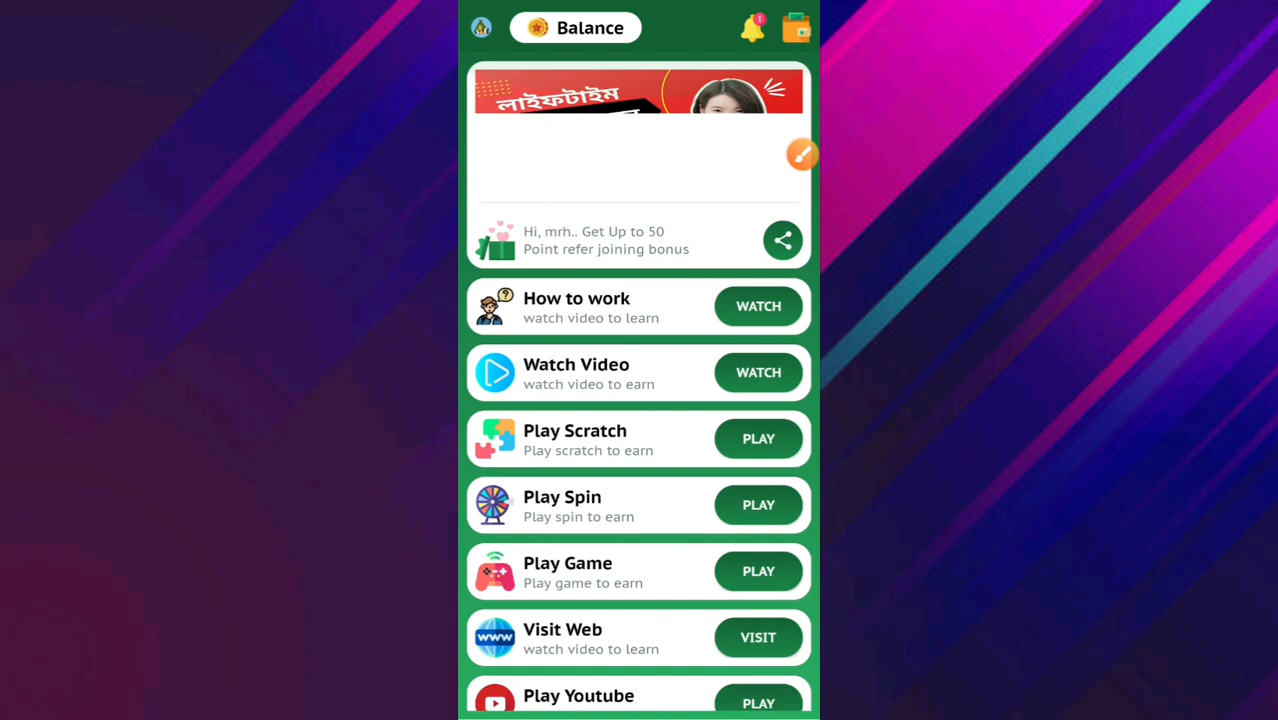 Balance
1
লাইফটাইম
Hi, mrh.. Get Up to 50
Point refer joining bonus
How to work
watch video to learn
WATCH
Watch Video
watch video to earn
WATCH
Play Scratch
Play scratch to earn
PLAY
Play Spin
Play spin to earn
PLAY
Play Game
Play game to earn
PLAY
www
Visit Web
watch video to learn
VISIT
Play Youtube
PLAY